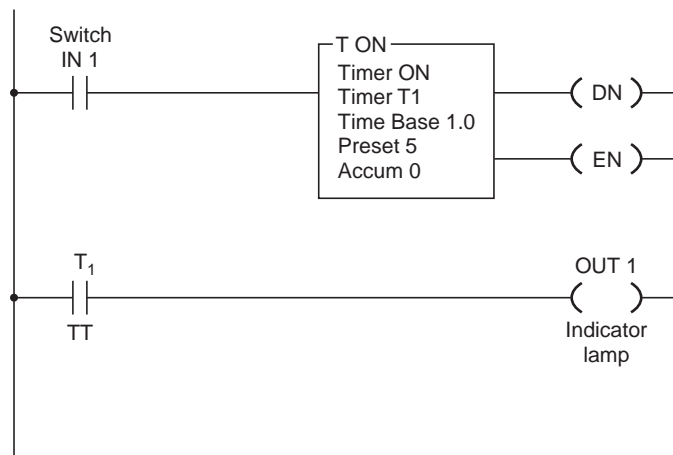 Switch
IN 1
T ON
Timer ON
Timer T1
Time Base 1.0
Preset 5
Accum 0
DN
EN
T₁
TT
OUT 1
Indicator
lamp